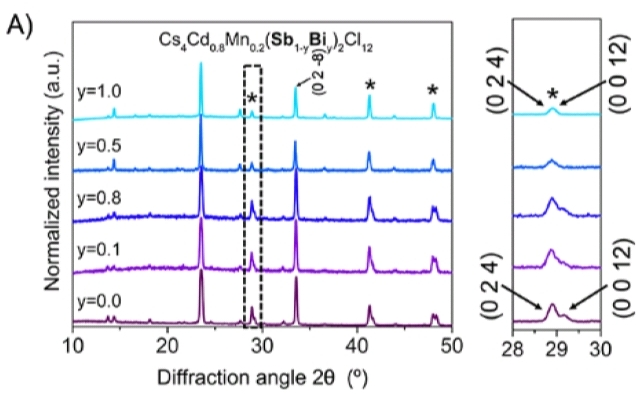 A)
Cs4Cd0.8Mn0.2(Sb1-yBiy)2Cl12
Normalized intensity (a.u.)
y=1.0
y=0.5
y=0.8
y=0.1
y=0.0
*
(0 2 -8)
*
*
10
20
30
40
50
Diffraction angle 2θ (º)
(0 2 4)
*
(0 0 12)
(0 2 4)
(0 0 12)
28
29
30